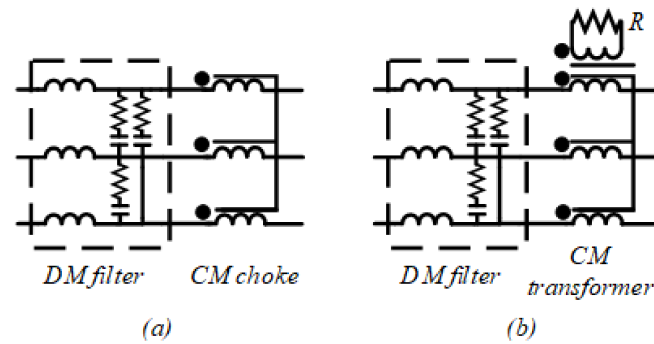 R
DM filter
CM choke
DM filter
CM
transformer
(a)
(b)